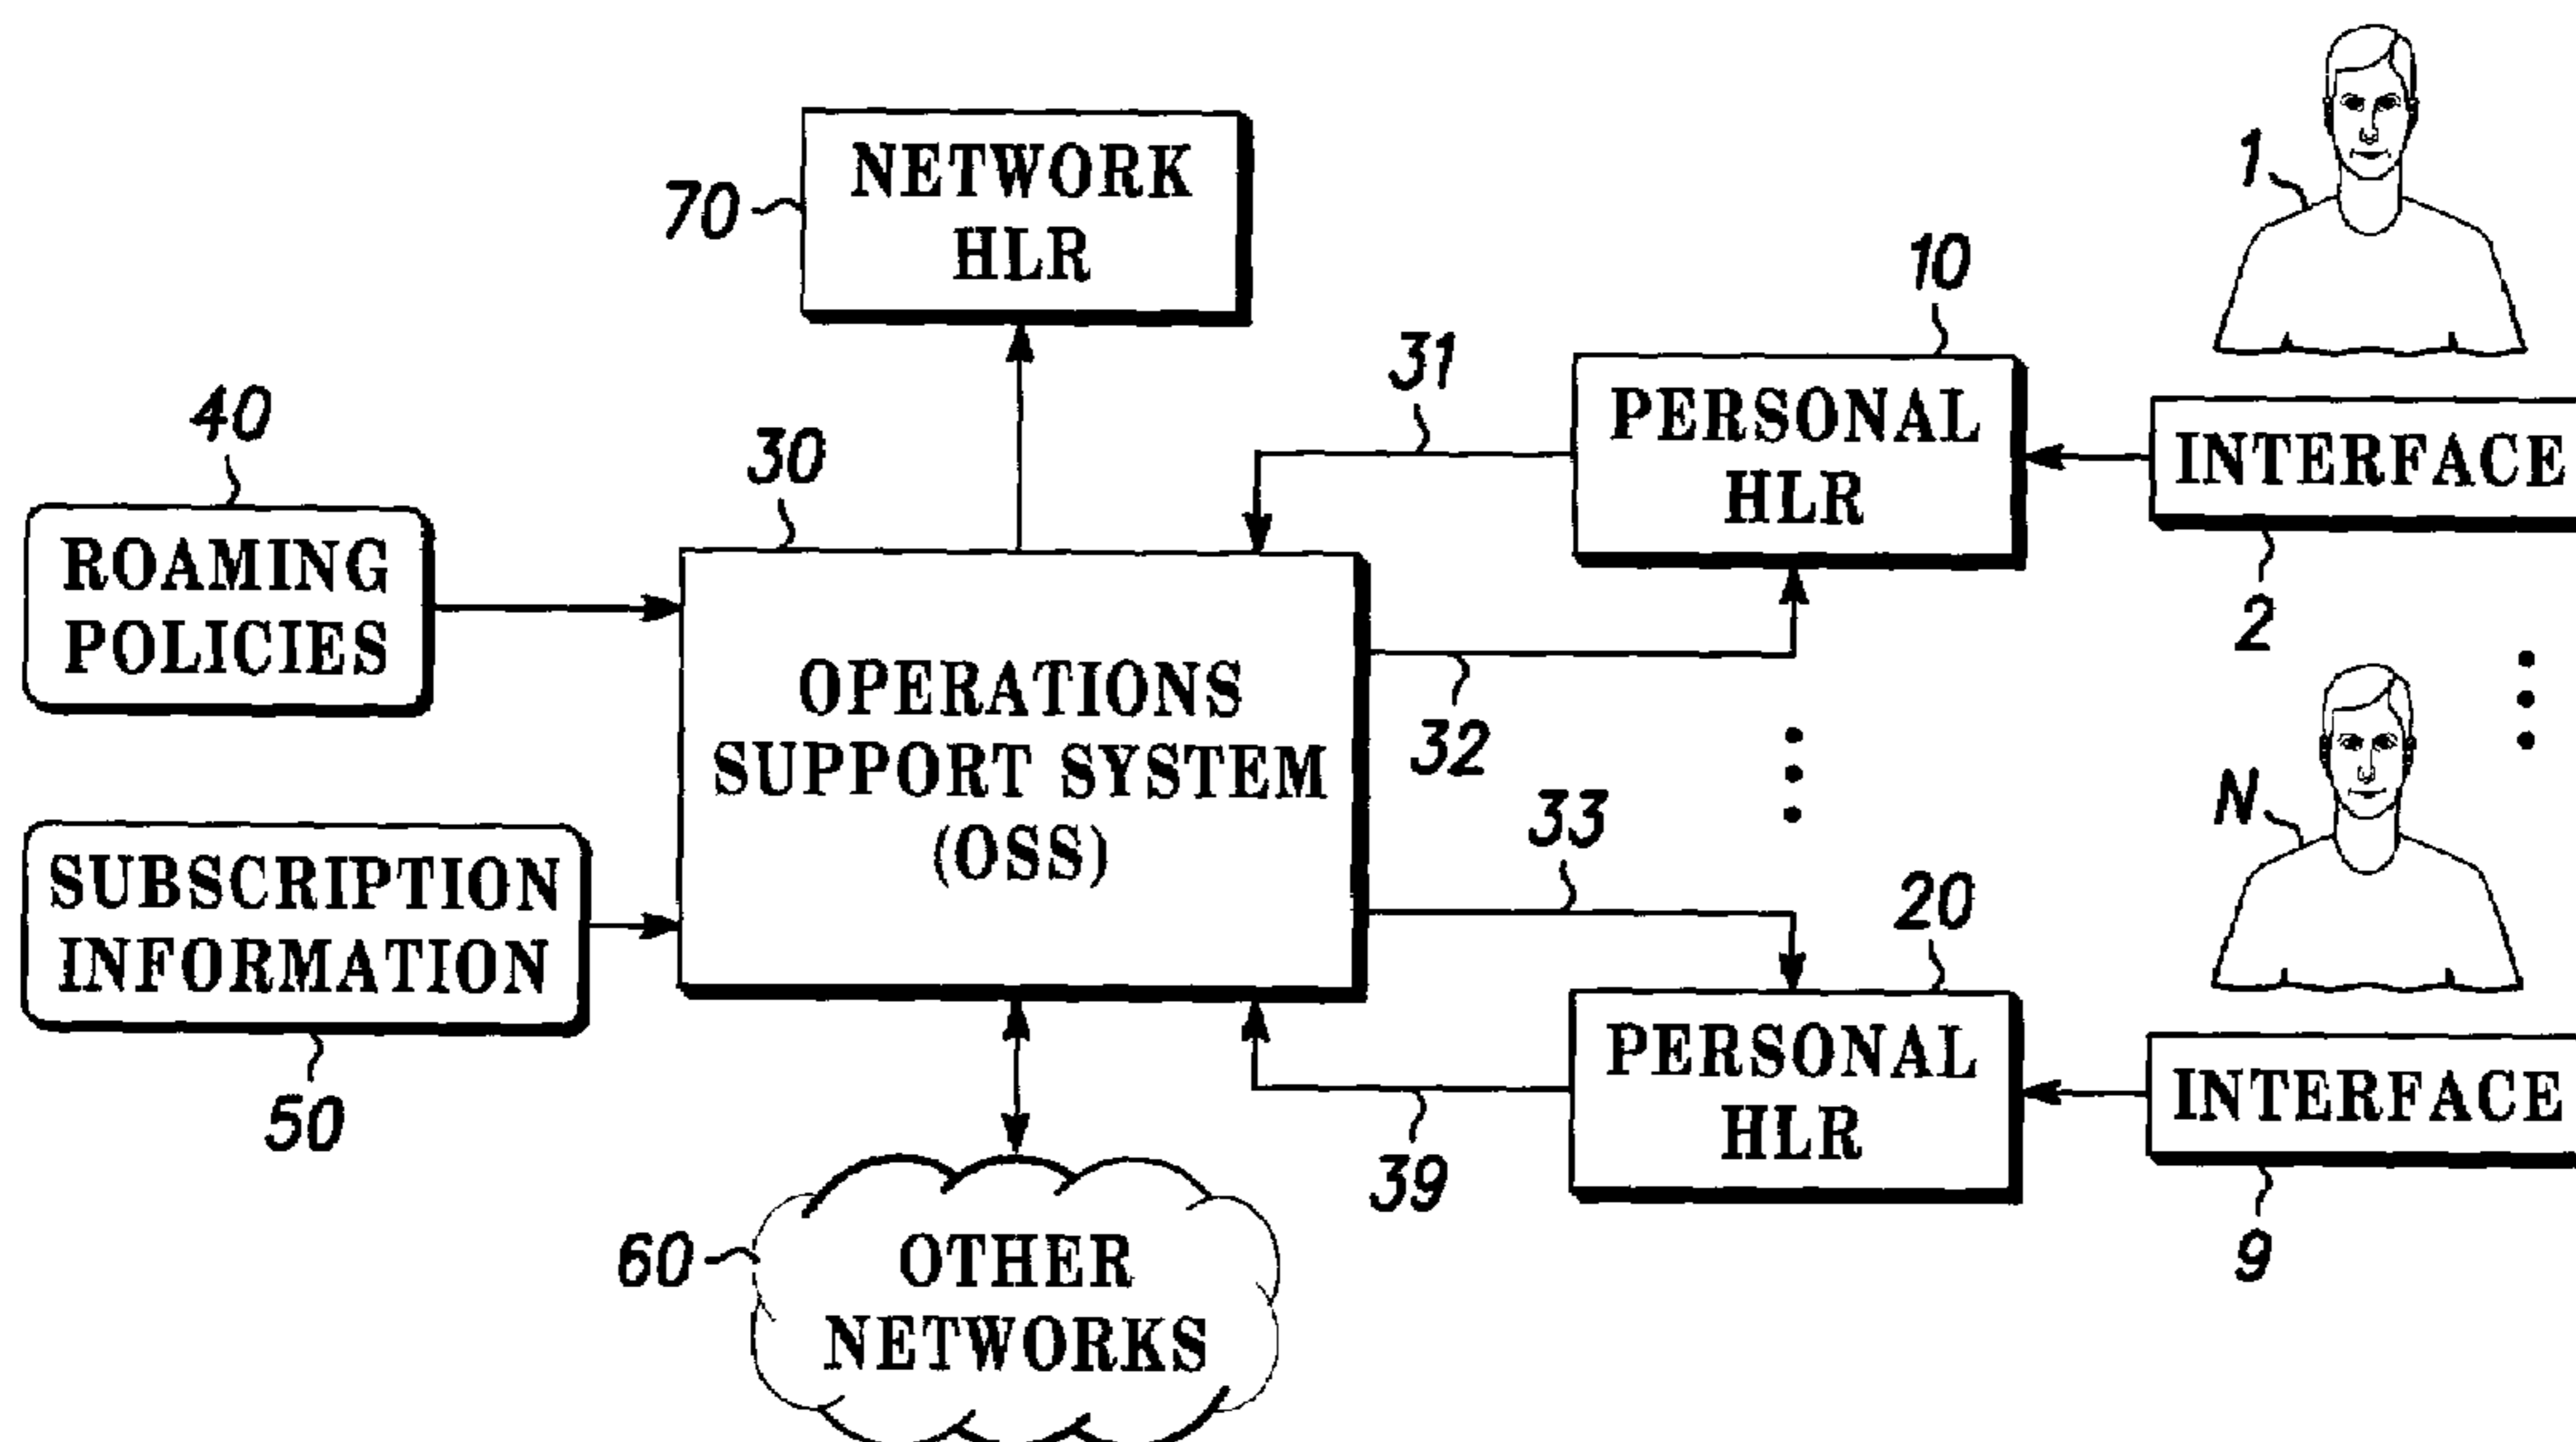 NETWORK
HLR
70
1
10
PERSONAL
HLR
31
INTERFACE
2
40
ROAMING
POLICIES
30
OPERATIONS
SUPPORT SYSTEM
(OSS)
32
33
N
SUBSCRIPTION
INFORMATION
50
20
PERSONAL
HLR
39
INTERFACE
9
60
OTHER
NETWORKS